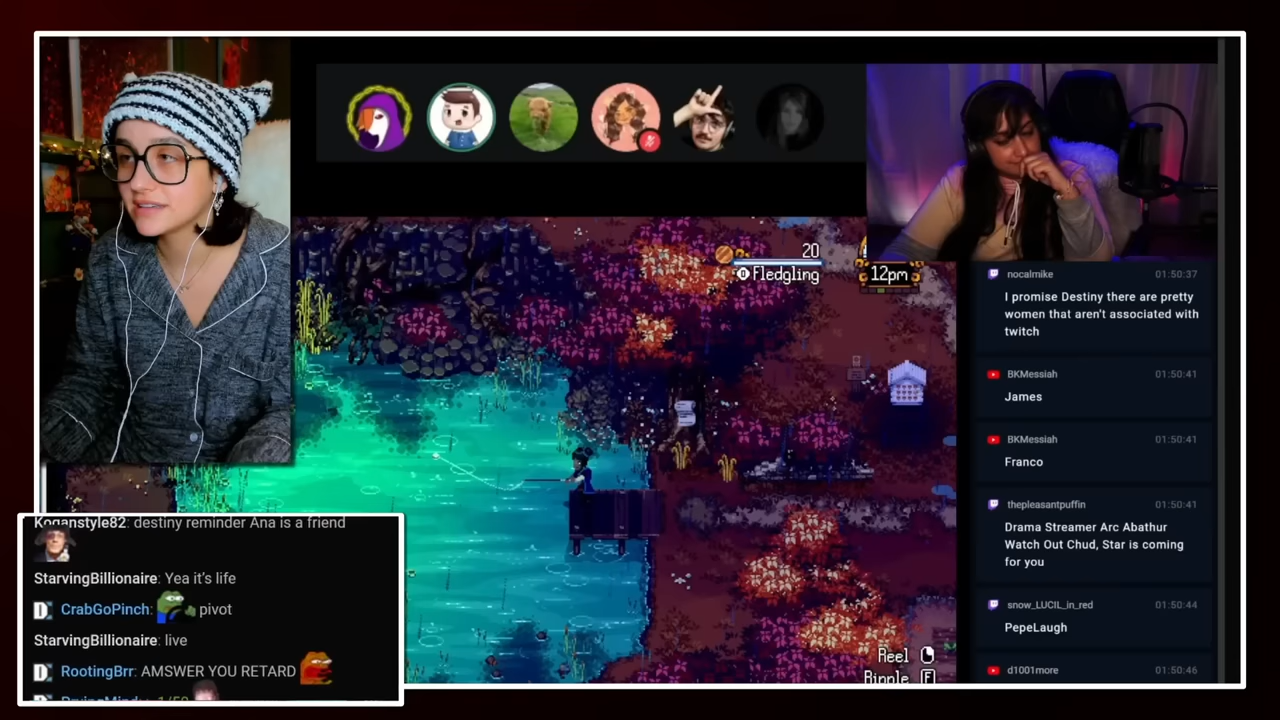 20
Fledgling
12pm
Reel
Ripple [F]
nocalmike 01:50:37
I promise Destiny there are pretty
women that aren't associated with
twitch
BKMessiah 01:50:41
James
BKMessiah 01:50:41
Franco
thepleasantpuffin 01:50:41
Drama Streamer Arc Abathur
Watch Out Chud, Star is coming
for you
snow_LUCIL_in_red 01:50:44
PepeLaugh
d1001more 01:50:46
Koganstyle82: destiny reminder Ana is a friend
StarvingBillionaire: Yea it's life
D: CrabGoPinch: pivot
StarvingBillionaire: live
D: RootingBrr: AMSWER YOU RETARD